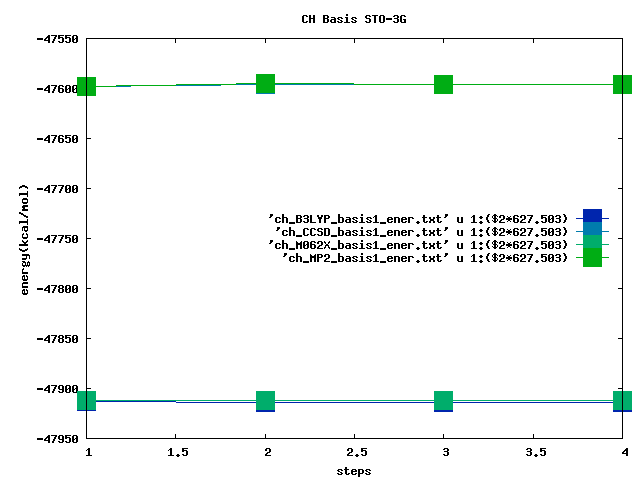 CH Basis STO-3G
-47550
-47600
-47650
-47700
-47750
-47800
-47850
-47900
-47950
energy(kcal/mol)
'ch_B3LYP_basis1_ener.txt' u 1:($2*627.503)
'ch_CCSD_basis1_ener.txt' u 1:($2*627.503)
'ch_M062X_basis1_ener.txt' u 1:($2*627.503)
'ch_MP2_basis1_ener.txt' u 1:($2*627.503)
1 1.5 2 2.5 3 3.5 4
steps